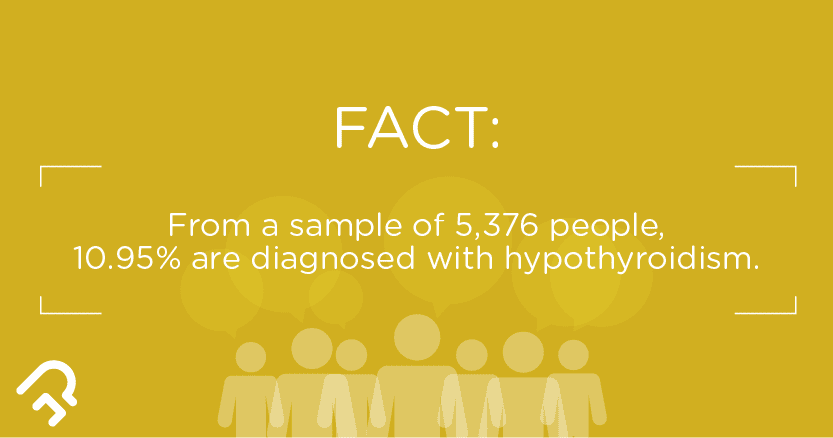 FACT:
From a sample of 5,376 people,
10.95% are diagnosed with hypothyroidism.